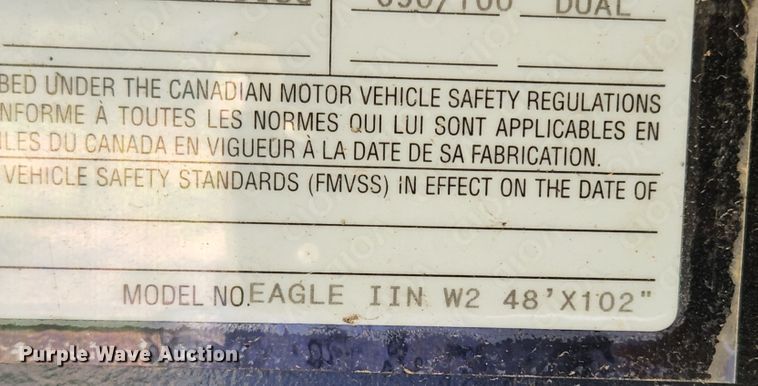 690/100 DUAL
BED UNDER THE CANADIAN MOTOR VEHICLE SAFETY REGULATIONS
NFORME À TOUTES LES NORMES QUI LUI SONT APPLICABLES EN
ILES DU CANADA EN VIGUEUR À LA DATE DE SA FABRICATION.
VEHICLE SAFETY STANDARDS (FMVSS) IN EFFECT ON THE DATE OF
MODEL NO. EAGLE IIN W2 48'X102"
Purple Wave Auction